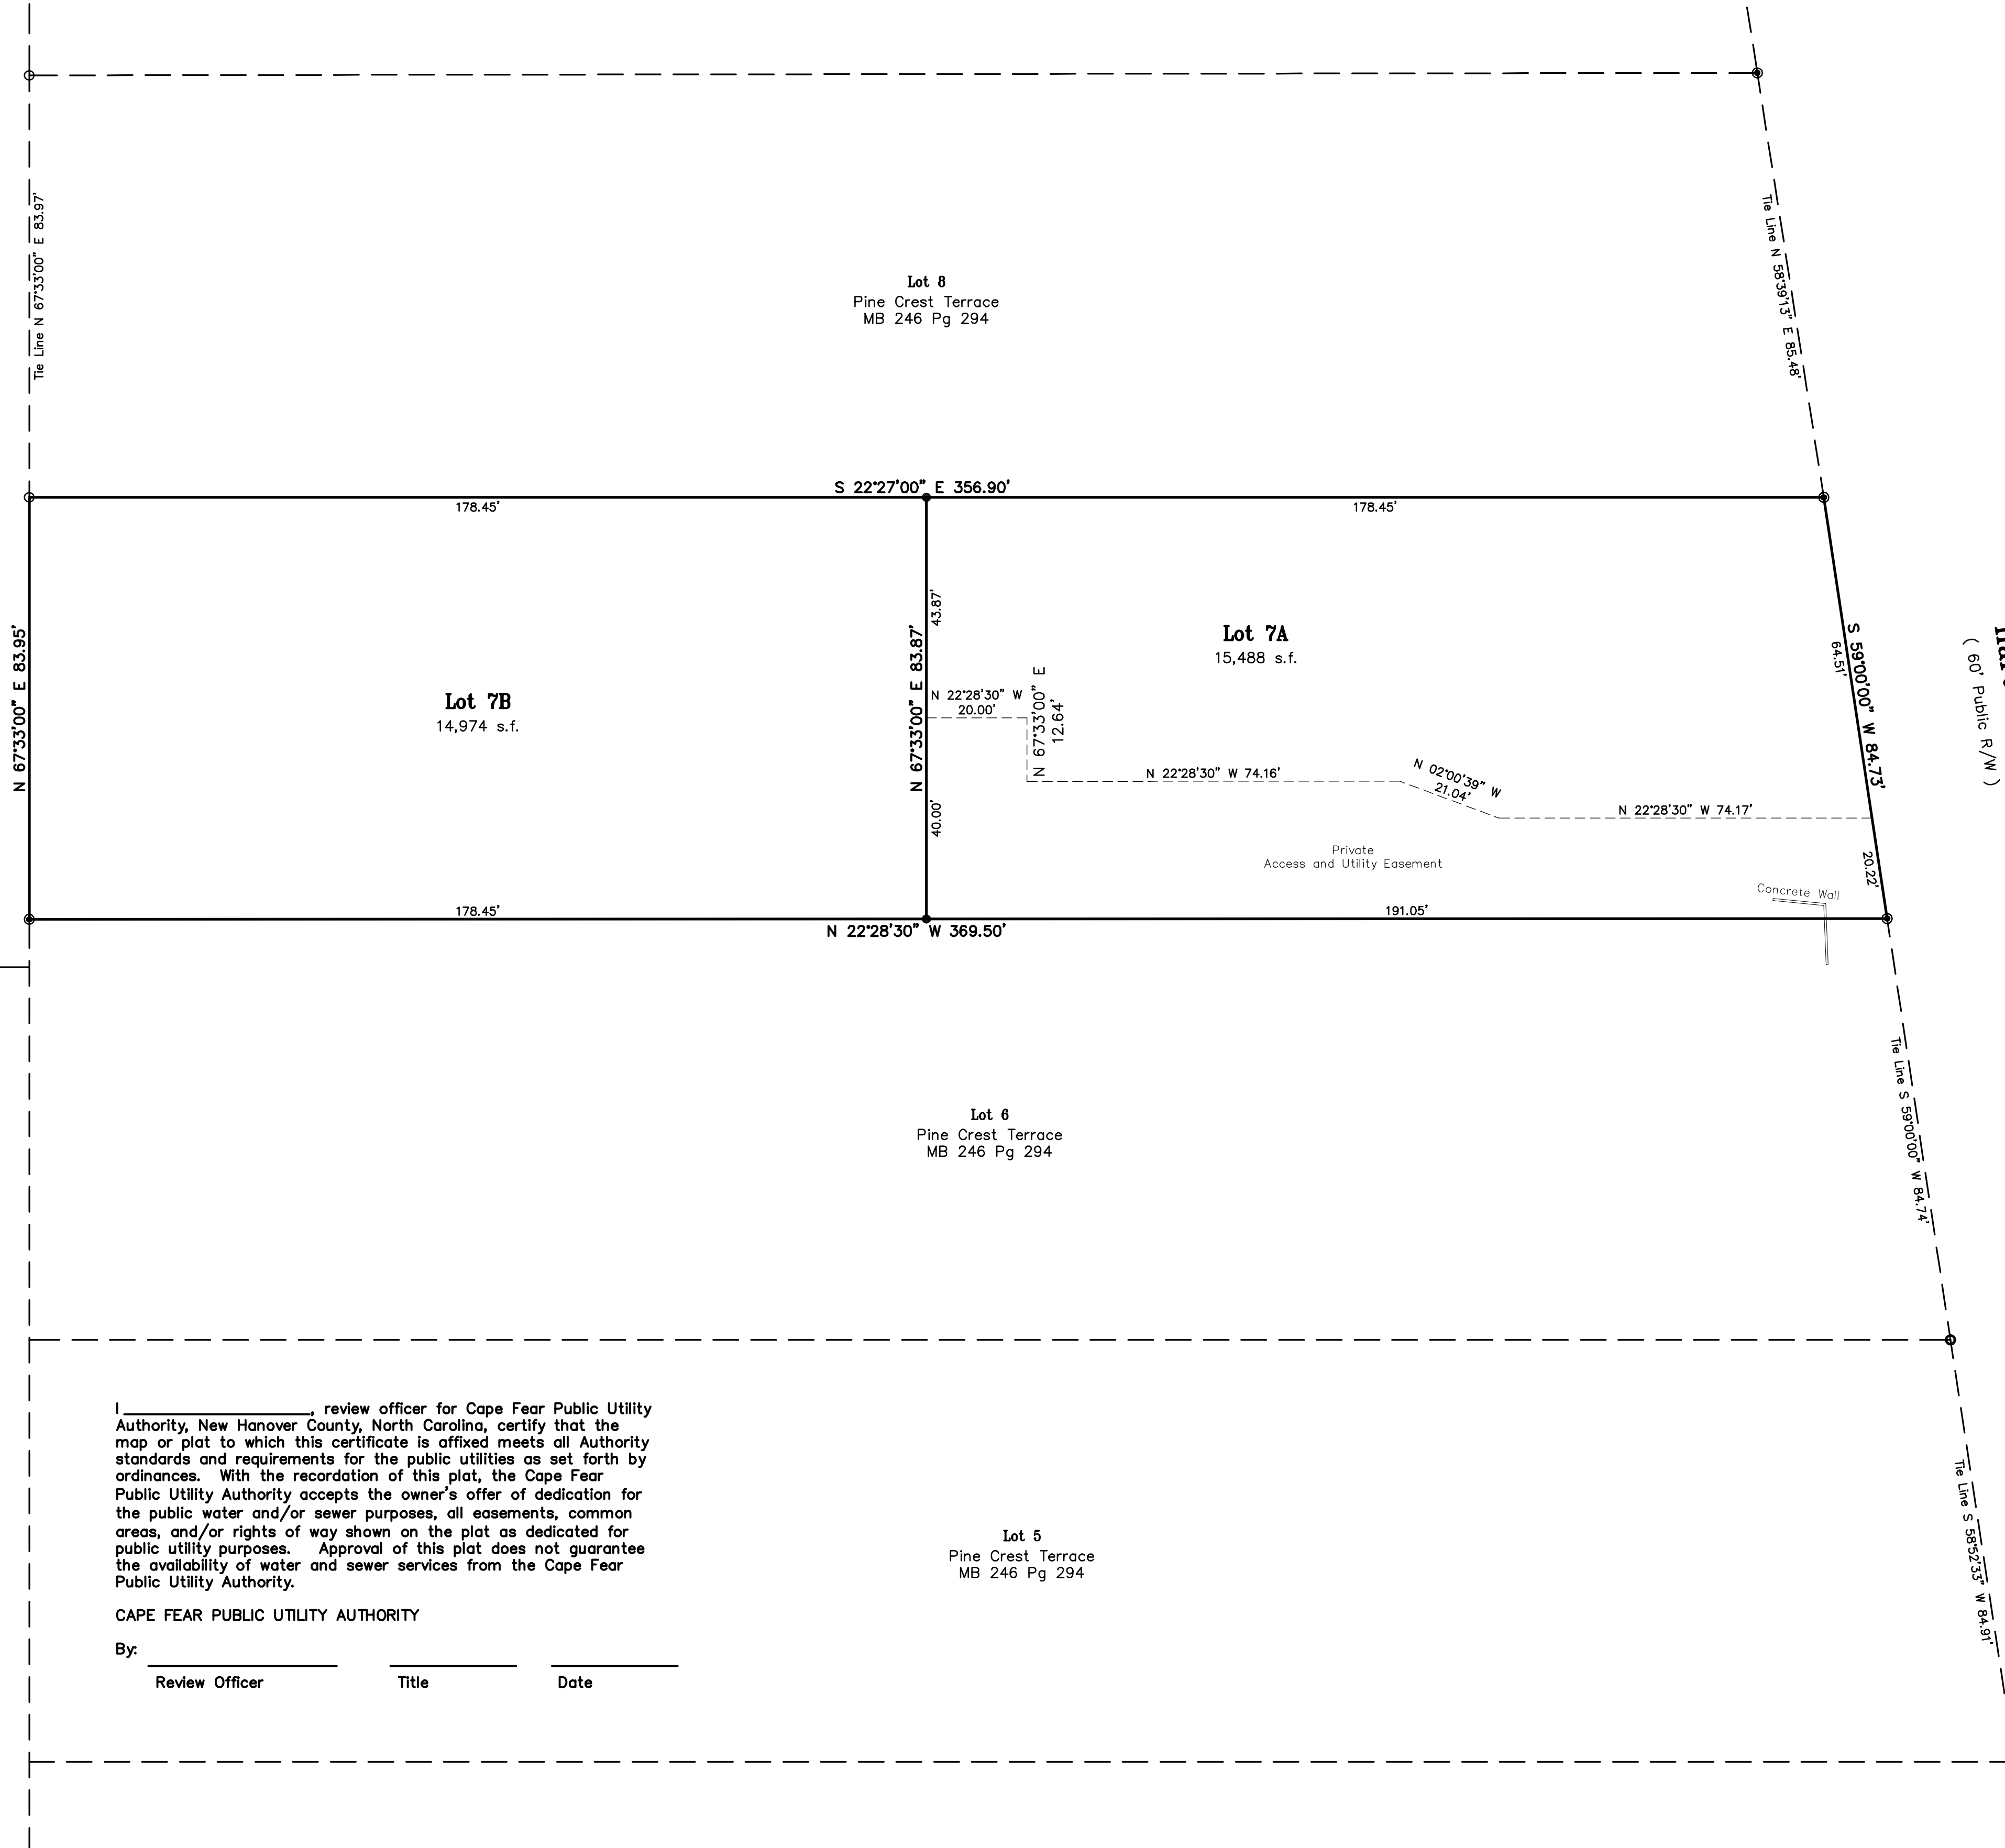 Tie Line N 67°33'00" E 83.97'
Tie Line N 58°39'13" E 85.48'
Lot 8
Pine Crest Terrace
MB 246 Pg 294
S 22°27'00" E 356.90'
178.45'
178.45'
N 67°33'00" E 83.95'
Lot 7B
14,974 s.f.
N 67°33'00" E 83.87'
43.87'
40.00'
Lot 7A
15,488 s.f.
N 22°28'30" W
20.00'
N 67°33'00" E
12.64'
N 22°28'30" W 74.16'
N 02°00'39" W
21.04'
N 22°28'30" W 74.17'
S 59°00'00" W 84.73'
64.51'
20.22'
( 60' Public R/W )
Private
Access and Utility Easement
Concrete Wall
178.45'
191.05'
N 22°28'30" W 369.50'
Tie Line S 59°00'00" W 84.74'
Lot 6
Pine Crest Terrace
MB 246 Pg 294
I ____________________, review officer for Cape Fear Public Utility
Authority, New Hanover County, North Carolina, certify that the
map or plat to which this certificate is affixed meets all Authority
standards and requirements for the public utilities as set forth by
ordinances. With the recordation of this plat, the Cape Fear
Public Utility Authority accepts the owner's offer of dedication for
the public water and/or sewer purposes, all easements, common
areas, and/or rights of way shown on the plat as dedicated for
public utility purposes. Approval of this plat does not guarantee
the availability of water and sewer services from the Cape Fear
Public Utility Authority.
CAPE FEAR PUBLIC UTILITY AUTHORITY
By:
Review Officer Title Date
Lot 5
Pine Crest Terrace
MB 246 Pg 294
Tie Line S 58°52'33" W 84.91'